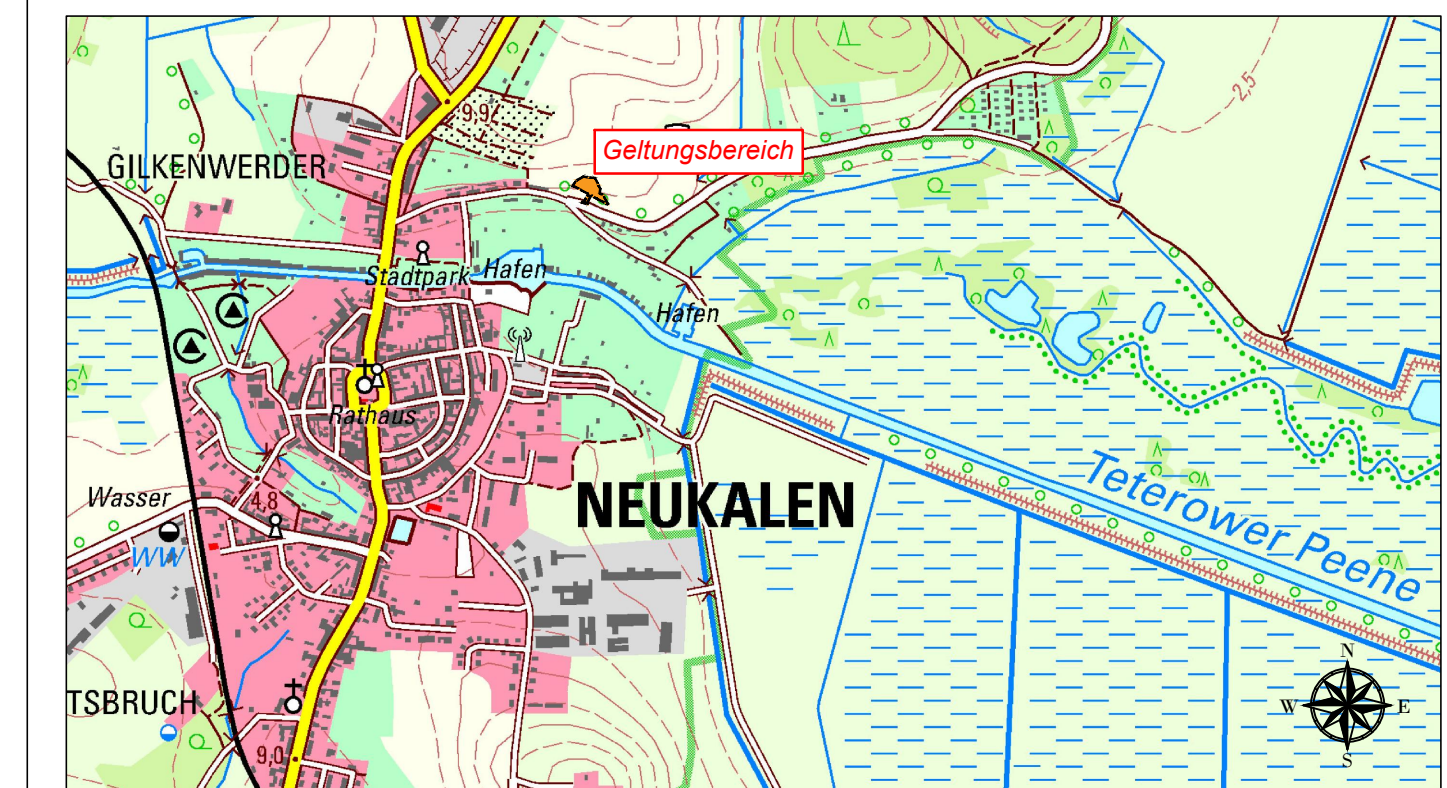 9,9
Geltungsbereich
2,5
GILKENWERDER
Stadtpark
Hafen
Hafen
Rathaus
Wasser
4,8
WW
NEUKALEN
Teterower Peene
TSBRUCH
9,0
N
W
E
S